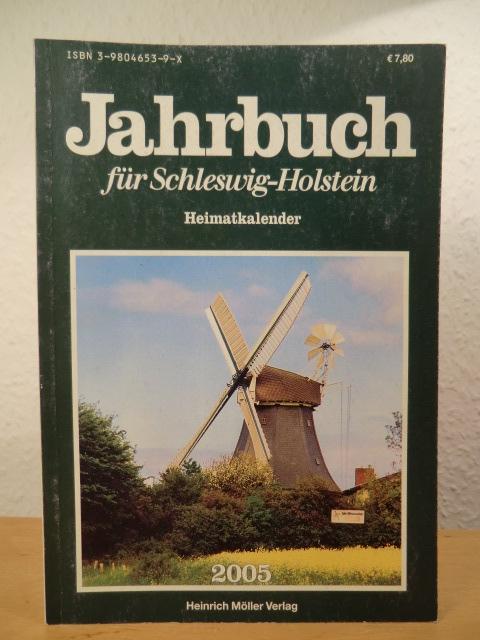 ISBN 3-9804653-9-X
€ 7,80
Jahrbuch
für Schleswig-Holstein
Heimatkalender
2005
Heinrich Möller Verlag